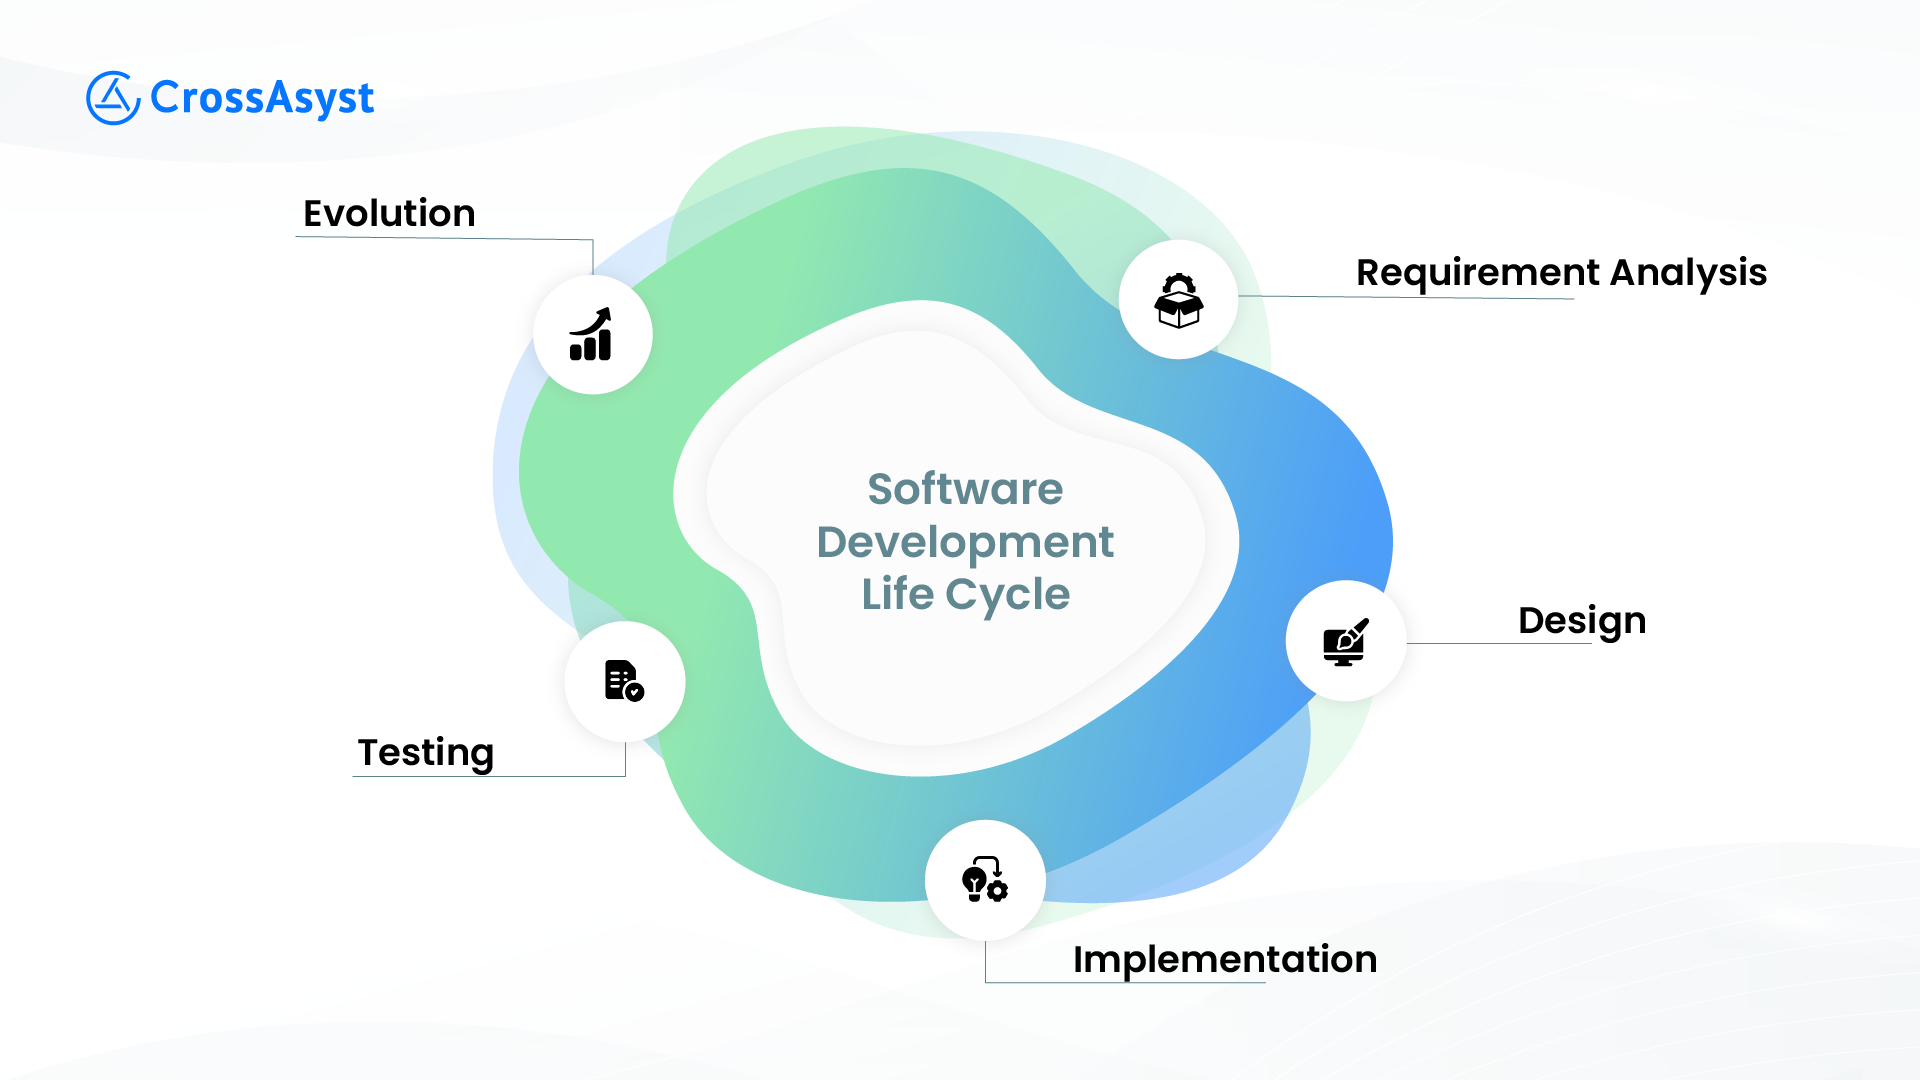 CrossAsyst
Evolution
Requirement Analysis
Software
Development
Life Cycle
Design
Testing
Implementation